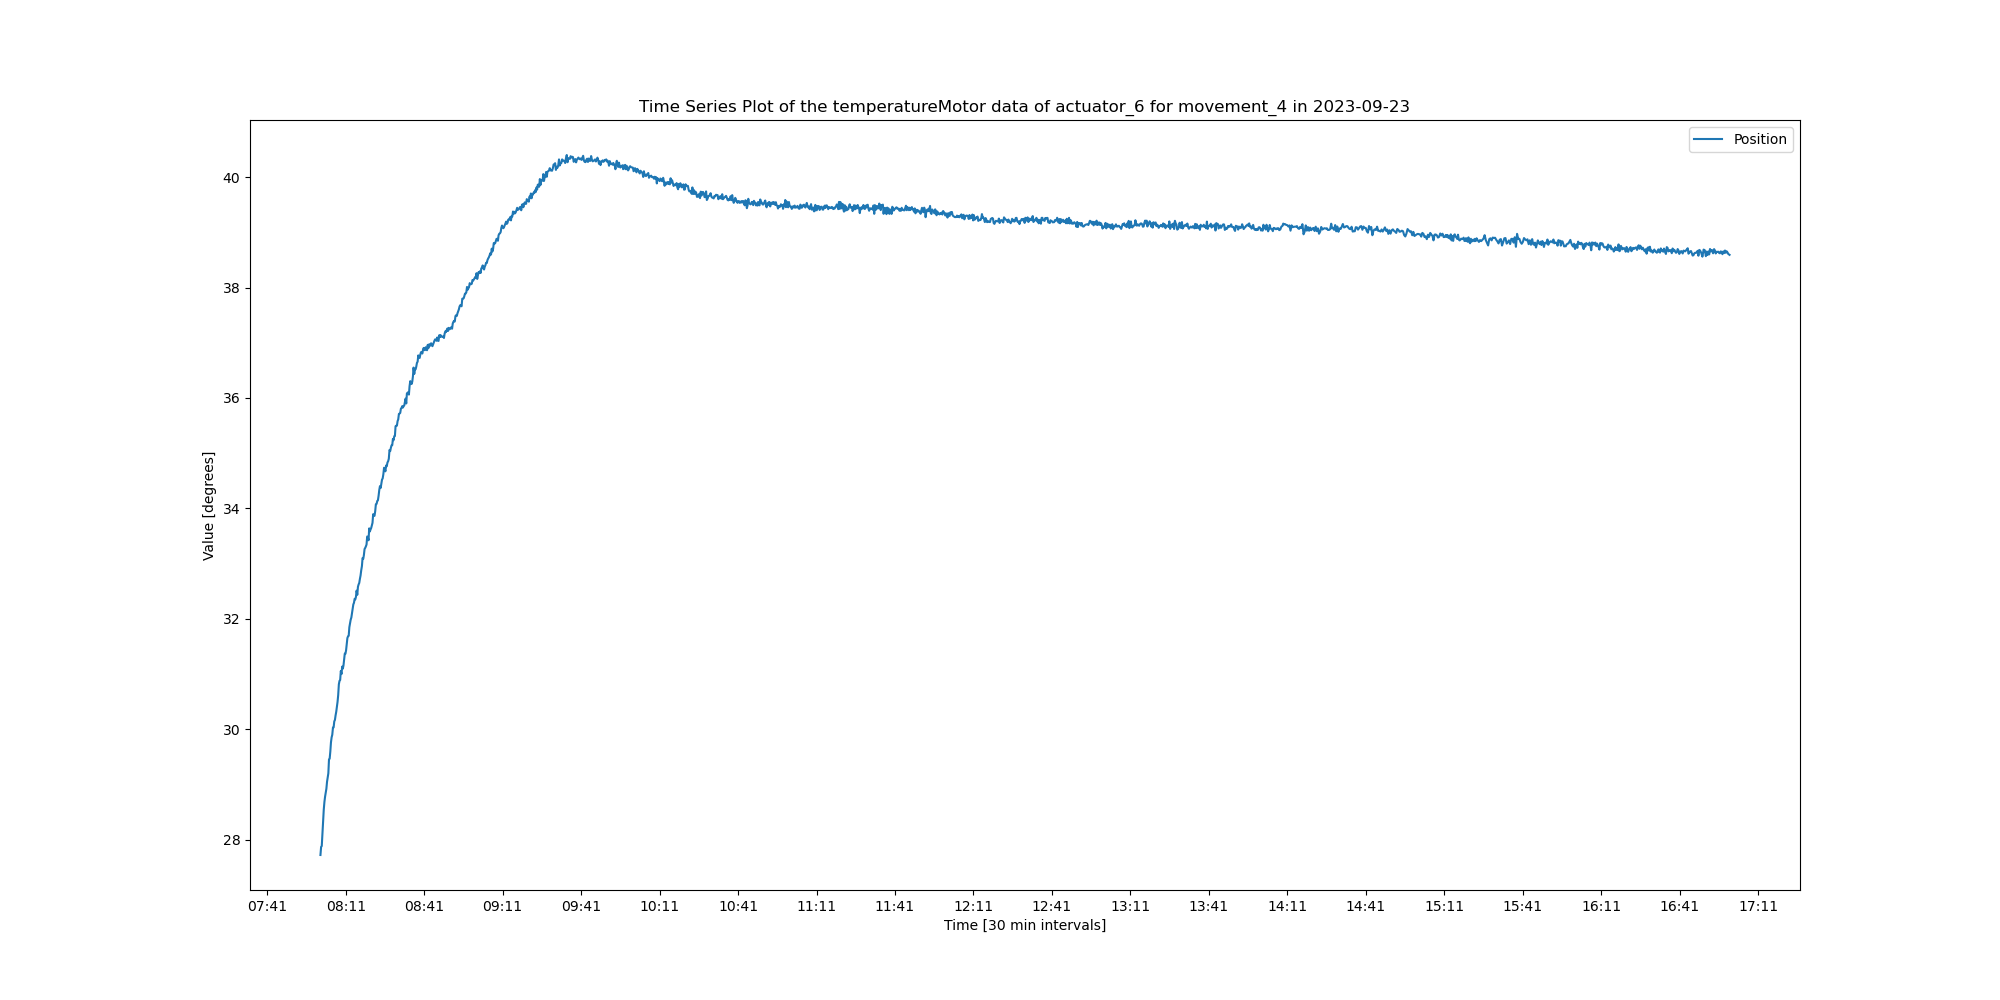 Time Series Plot of the temperatureMotor data of actuator_6 for movement_4 in 2023-09-23
Position
Value [degrees]
40
38
36
34
32
30
28
07:41 08:11 08:41 09:11 09:41 10:11 10:41 11:11 11:41 12:11 12:41 13:11 13:41 14:11 14:41 15:11 15:41 16:11 16:41 17:11
Time [30 min intervals]